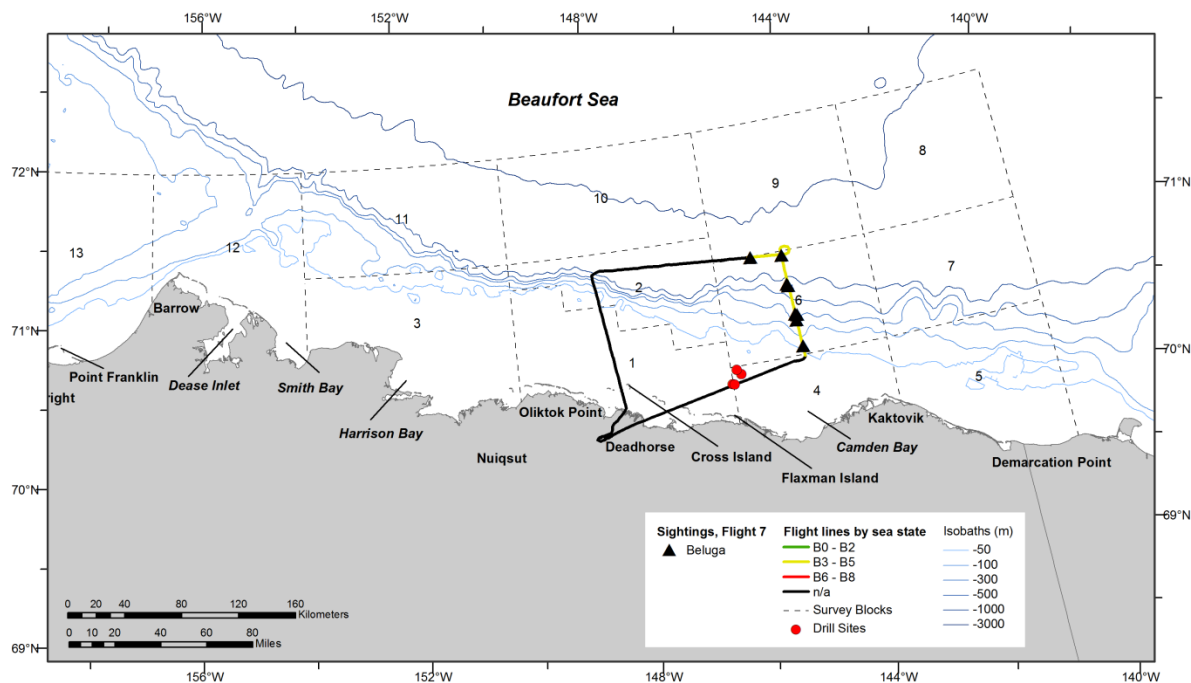 156°W
152°W
148°W
144°W
140°W
Beaufort Sea
8
72°N
71°N
9
10
11
12
13
7
2
6
Barrow
71°N
3
70°N
1
Point Franklin
Dease Inlet
Smith Bay
5
4
right
Oliktok Point
Kaktovik
Harrison Bay
Deadhorse
Camden Bay
Nuiqsut
Cross Island
Demarcation Point
Flaxman Island
70°N
69°N
Sightings, Flight 7
Beluga
Flight lines by sea state
B0 - B2
B3 - B5
B6 - B8
n/a
Survey Blocks
Drill Sites
Isobaths (m)
-50
-100
-300
-500
-1000
-3000
0 20 40 80 120 160
Kilometers
0 10 20 40 60 80
Miles
69°N
156°W
152°W
148°W
144°W
140°W